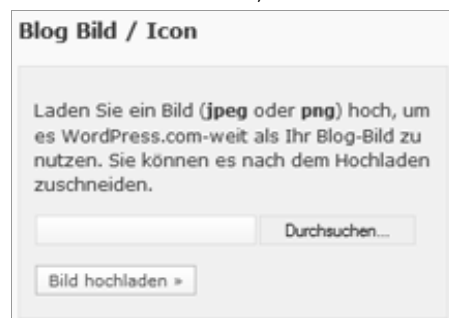 Blog Bild / Icon
Laden Sie ein Bild (jpeg oder png) hoch, um
es WordPress.com-weit als Ihr Blog-Bild zu
nutzen. Sie können es nach dem Hochladen
zuschneiden.
Durchsuchen...
Bild hochladen »